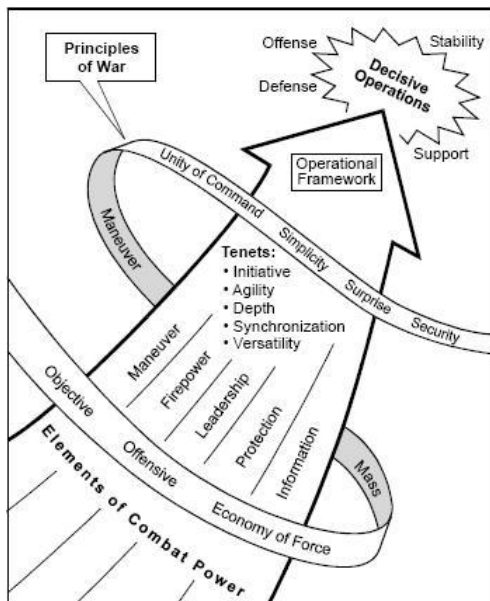 Principles
of War
Offense
Stability
Decisive
Operations
Defense
Support
Operational
Framework
Unity of Command
Simplicity
Surprise
Security
Maneuver
Tenets:
• Initiative
• Agility
• Depth
• Synchronization
• Versatility
Maneuver
Firepower
Leadership
Protection
Information
Objective
Offensive
Economy of Force
Mass
Elements of Combat Power